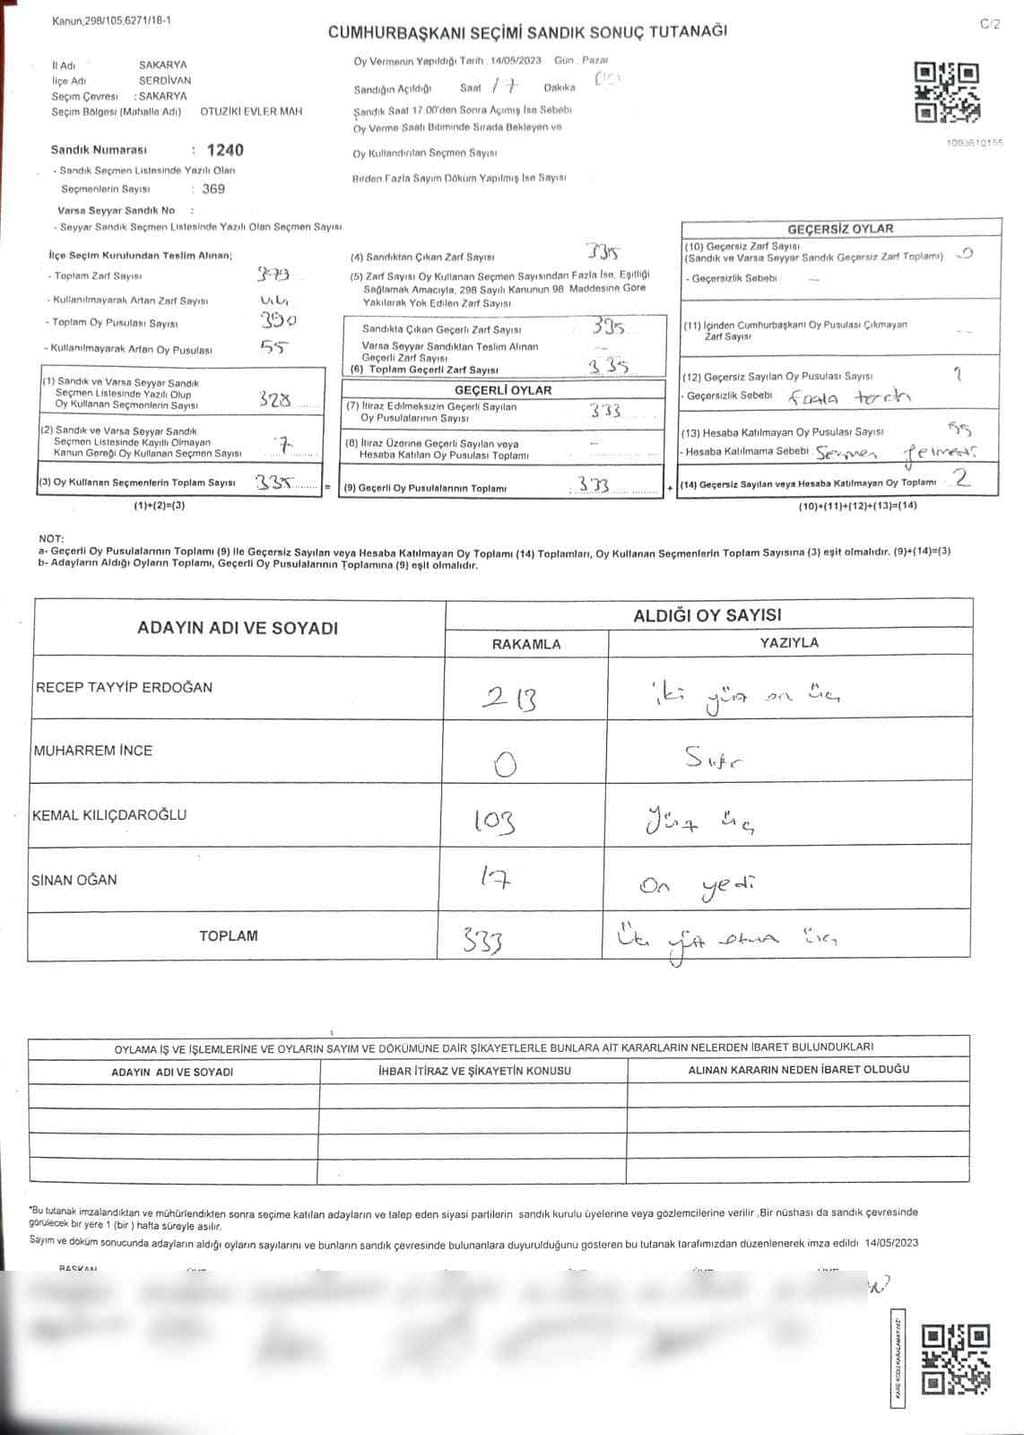 Kanun;298/105,6271/18-1
C/2
CUMHURBAŞKANI SEÇİMİ SANDIK SONUÇ TUTANAĞI
İl Adı SAKARYA
İlçe Adı SERDİVAN
Seçim Çevresi : SAKARYA
Seçim Bölgesi (Mahalle Adı) OTUZİKİ EVLER MAH
Oy Vermenin Yapıldığı Tarih 14/05/2023 Gün Pazar
Sandığın Açıldığı Saat 17 Dakika 00
Sandık Saat 17 00'den Sonra Açımış İse Sebebi
Oy Verme Saati Bitiminde Sırada Bekleyen ve
Oy Kullandırılan Seçmen Sayısı
Birden Fazla Sayım Döküm Yapılmış İse Sayısı
Sandık Numarası : 1240
- Sandık Seçmen Listesinde Yazılı Olan
Seçmenlerin Sayısı : 369
Varsa Seyyar Sandık No :
- Seyyar Sandık Seçmen Listesinde Yazılı Olan Seçmen Sayısı
İlçe Seçim Kurulundan Teslim Alınan;
- Toplam Zarf Sayısı
- Kullanılmayarak Artan Zarf Sayısı
- Toplam Oy Pusulası Sayısı 390
- Kullanılmayarak Artan Oy Pusulası 55
(1) Sandık ve Varsa Seyyar Sandık
Seçmen Listesinde Yazılı Olup
Oy Kullanan Seçmenlerin Sayısı 328
(2) Sandık ve Varsa Seyyar Sandık
Seçmen Listesinde Kayıtlı Olmayan
Kanun Gereği Oy Kullanan Seçmen Sayısı 7
(3) Oy Kullanan Seçmenlerin Toplam Sayısı 335 =
(1)+(2)=(3)
(4) Sandıktan Çıkan Zarf Sayısı 335
(5) Zarf Sayısı Oy Kullanan Seçmen Sayısından Fazla İse, Eşitliği
Sağlamak Amacıyla, 298 Sayılı Kanunun 98 Maddesine Göre
Yakılarak Yok Edilen Zarf Sayısı
Sandıkta Çıkan Geçerli Zarf Sayısı 335
Varsa Seyyar Sandıktan Teslim Alınan
Geçerli Zarf Sayısı
(6) Toplam Geçerli Zarf Sayısı 335
GEÇERLİ OYLAR
(7) İtiraz Edilmeksizin Geçerli Sayılan
Oy Pusulalarının Sayısı 333
(8) İtiraz Üzerine Geçerli Sayılan veya
Hesaba Katılan Oy Pusulası Toplamı –
(9) Geçerli Oy Pusulalarının Toplamı : 333 +
GEÇERSİZ OYLAR
(10) Geçersiz Zarf Sayısı
(Sandık ve Varsa Seyyar Sandık Geçersiz Zarf Toplamı)
- Geçersizlik Sebebi –
(11) İçinden Cumhurbaşkanı Oy Pusulası Çıkmayan
Zarf Sayısı
(12) Geçersiz Sayılan Oy Pusulası Sayısı 2
- Geçersizlik Sebebi fazla tercih
(13) Hesaba Katılmayan Oy Pusulası Sayısı 55
- Hesaba Katılmama Sebebi Seçmen gelmedi
(14) Geçersiz Sayılan veya Hesaba Katılmayan Oy Toplamı 2
(10)+(11)+(12)+(13)=(14)
NOT:
a- Geçerli Oy Pusulalarının Toplamı (9) ile Geçersiz Sayılan veya Hesaba Katılmayan Oy Toplamı (14) Toplamları, Oy Kullanan Seçmenlerin Toplam Sayısına (3) eşit olmalıdır. (9)+(14)=(3)
b- Adayların Aldığı Oyların Toplamı, Geçerli Oy Pusulalarının Toplamına (9) eşit olmalıdır.
ADAYIN ADI VE SOYADI
ALDIĞI OY SAYISI
RAKAMLA YAZIYLA
RECEP TAYYİP ERDOĞAN 213 iki yüz on üç
MUHARREM İNCE 0 Sıfır
KEMAL KILIÇDAROĞLU 103 Yüz üç
SİNAN OĞAN 17 On yedi
TOPLAM 333 Üç yüz otuz üç
OYLAMA İŞ VE İŞLEMLERİNE VE OYLARIN SAYIM VE DÖKÜMÜNE DAİR ŞİKAYETLERLE BUNLARA AİT KARARLARIN NELERDEN İBARET BULUNDUKLARI
ADAYIN ADI VE SOYADI İHBAR İTİRAZ VE ŞİKAYETİN KONUSU ALINAN KARARIN NEDEN İBARET OLDUĞU
*Bu tutanak imzalandıktan ve mühürlendikten sonra seçime katılan adayların ve talep eden siyasi partilerin sandık kurulu üyelerine veya gözlemcilerine verilir .Bir nüshası da sandık çevresinde
görülecek bir yere 1 (bir ) hafta süreyle asılır.
Sayım ve döküm sonucunda adayların aldığı oyların sayılarını ve bunların sandık çevresinde bulunanlara duyurulduğunu gösteren bu tutanak tarafımızdan düzenlenerek imza edildi 14/05/2023
BAŞKAN